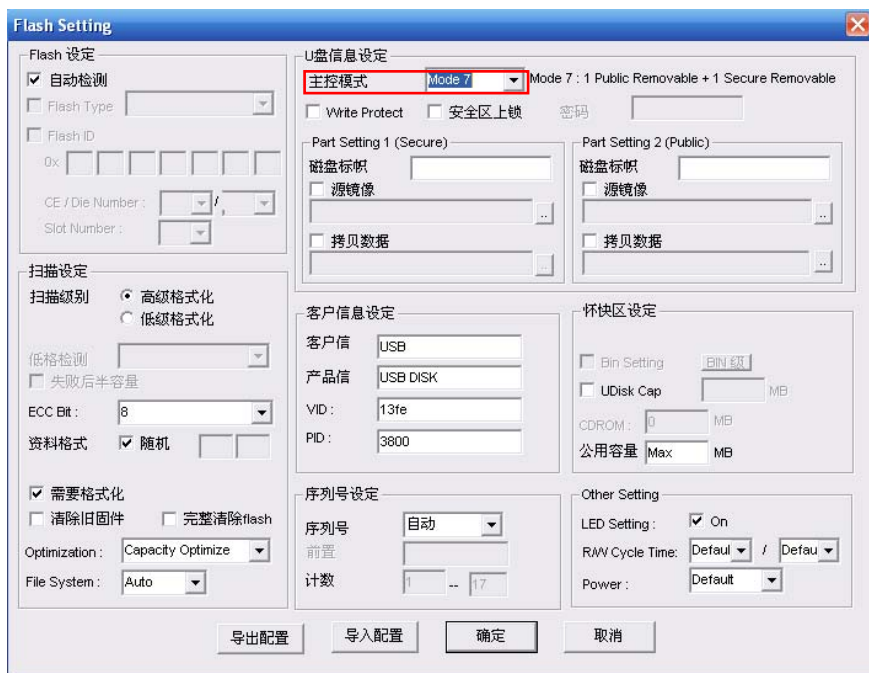 Flash Setting
Flash 设定
自动检测
Flash Type
Flash ID
0x
CE / Die Number :
/
Slot Number :
扫描设定
扫描级别
高级格式化
低级格式化
低格检测
失败后半容量
ECC Bit :
8
资料格式
随机
需要格式化
清除旧固件
完整清除flash
Optimization :
Capacity Optimize
File System :
Auto
U盘信息设定
主控模式
Mode 7
Mode 7 : 1 Public Removable + 1 Secure Removable
Write Protect
安全区上锁
密码
Part Setting 1 (Secure)
磁盘标帜
源镜像
..
拷贝数据
..
Part Setting 2 (Public)
磁盘标帜
源镜像
..
拷贝数据
..
客户信息设定
客户信
USB
产品信
USB DISK
VID :
13fe
PID :
3800
怀快区设定
Bin Setting
BIN 级
UDisk Cap
MB
CDROM :
0
MB
公用容量
Max
MB
序列号设定
序列号
自动
前置
计数
1
--
17
Other Setting
LED Setting :
On
R/W Cycle Time:
Defaul
/
Defau
Power :
Default
导出配置
导入配置
确定
取消